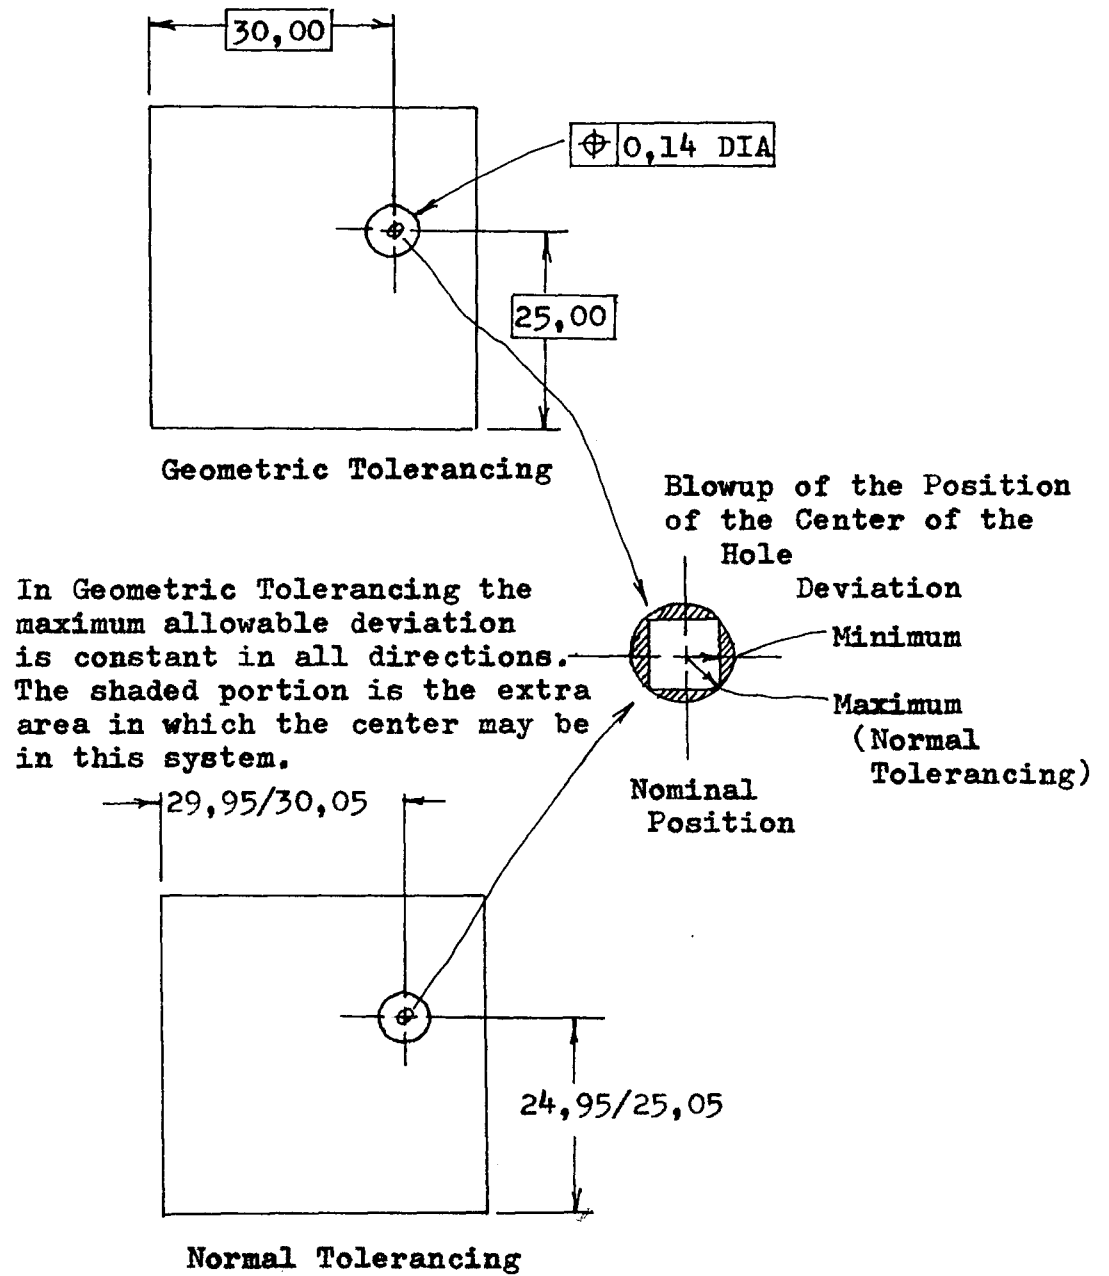 30,00
0,14 DIA
25,00
Geometric Tolerancing
Blowup of the Position
of the Center of the
Hole
Deviation
Minimum
Maximum
(Normal
Tolerancing)
Nominal
Position
In Geometric Tolerancing the
maximum allowable deviation
is constant in all directions.
The shaded portion is the extra
area in which the center may be
in this system.
29,95/30,05
24,95/25,05
Normal Tolerancing